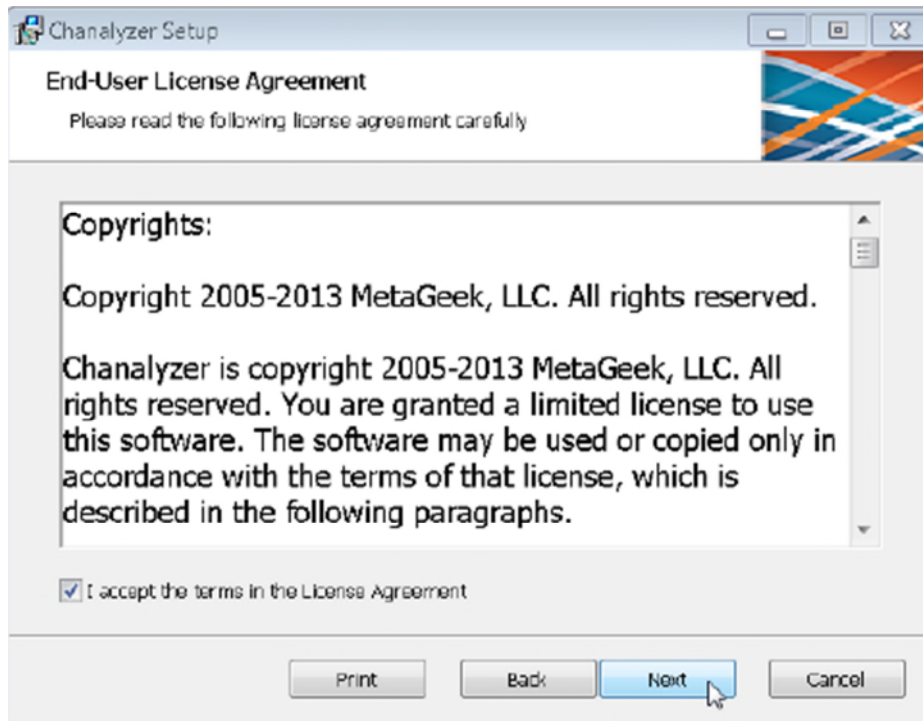 Chanalyzer Setup
End-User License Agreement
Please read the following license agreement carefully
Copyrights:
Copyright 2005-2013 MetaGeek, LLC. All rights reserved.
Chanalyzer is copyright 2005-2013 MetaGeek, LLC. All
rights reserved. You are granted a limited license to use
this software. The software may be used or copied only in
accordance with the terms of that license, which is
described in the following paragraphs.
I accept the terms in the License Agreement
Print Back Next Cancel